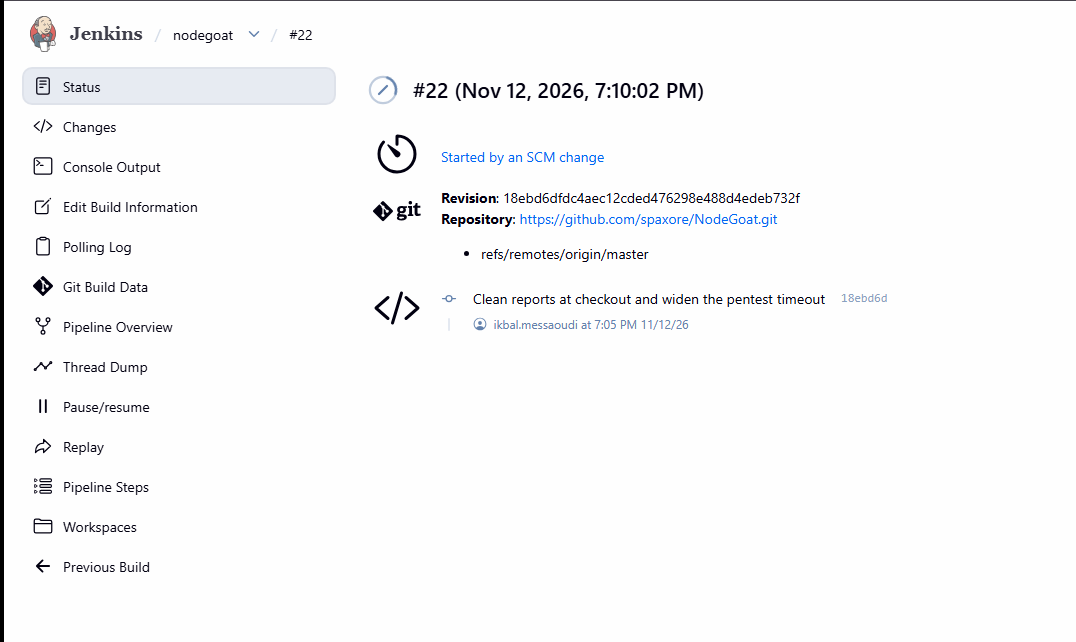 Jenkins / nodegoat / #22
Status
Changes
Console Output
Edit Build Information
Polling Log
Git Build Data
Pipeline Overview
Thread Dump
Pause/resume
Replay
Pipeline Steps
Workspaces
Previous Build
#22 (Nov 12, 2026, 7:10:02 PM)
Started by an SCM change
git
Revision: 18ebd6dfdc4aec12cded476298e488d4edeb732f
Repository: https://github.com/spaxore/NodeGoat.git
refs/remotes/origin/master
Clean reports at checkout and widen the pentest timeout 18ebd6d
ikbal.messaoudi at 7:05 PM 11/12/26